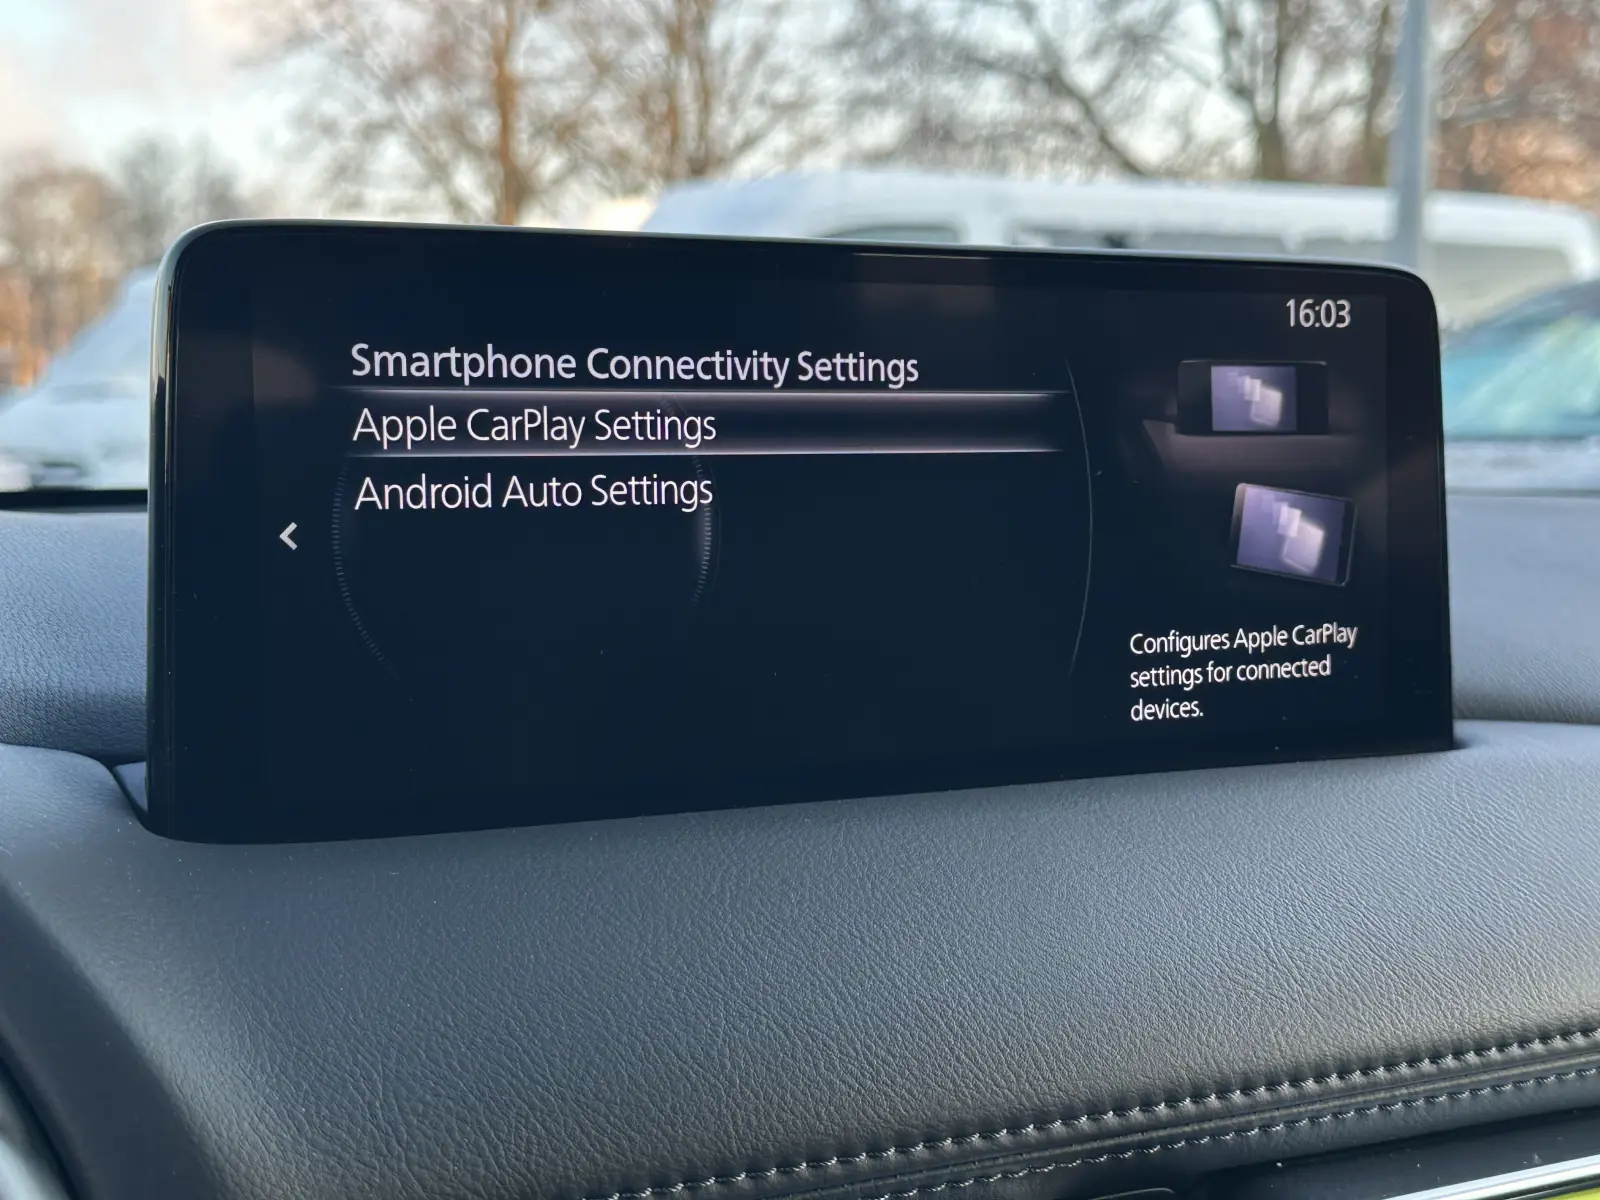 16:03
Smartphone Connectivity Settings
Apple CarPlay Settings
Android Auto Settings
Configures Apple CarPlay
settings for connected
devices.